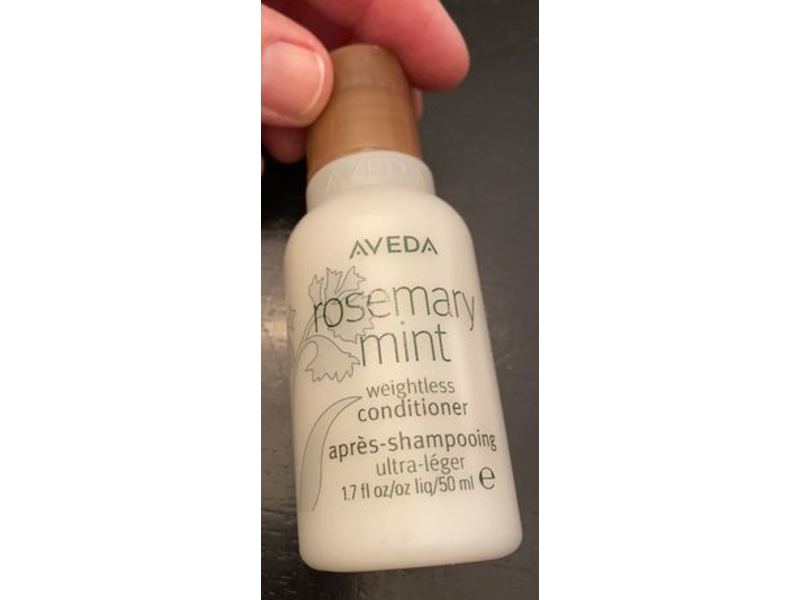 AVEDA
AVEDA
rosemary
mint
weightless
conditioner
après-shampooing
ultra-léger
1.7 fl oz/oz liq/50 ml e